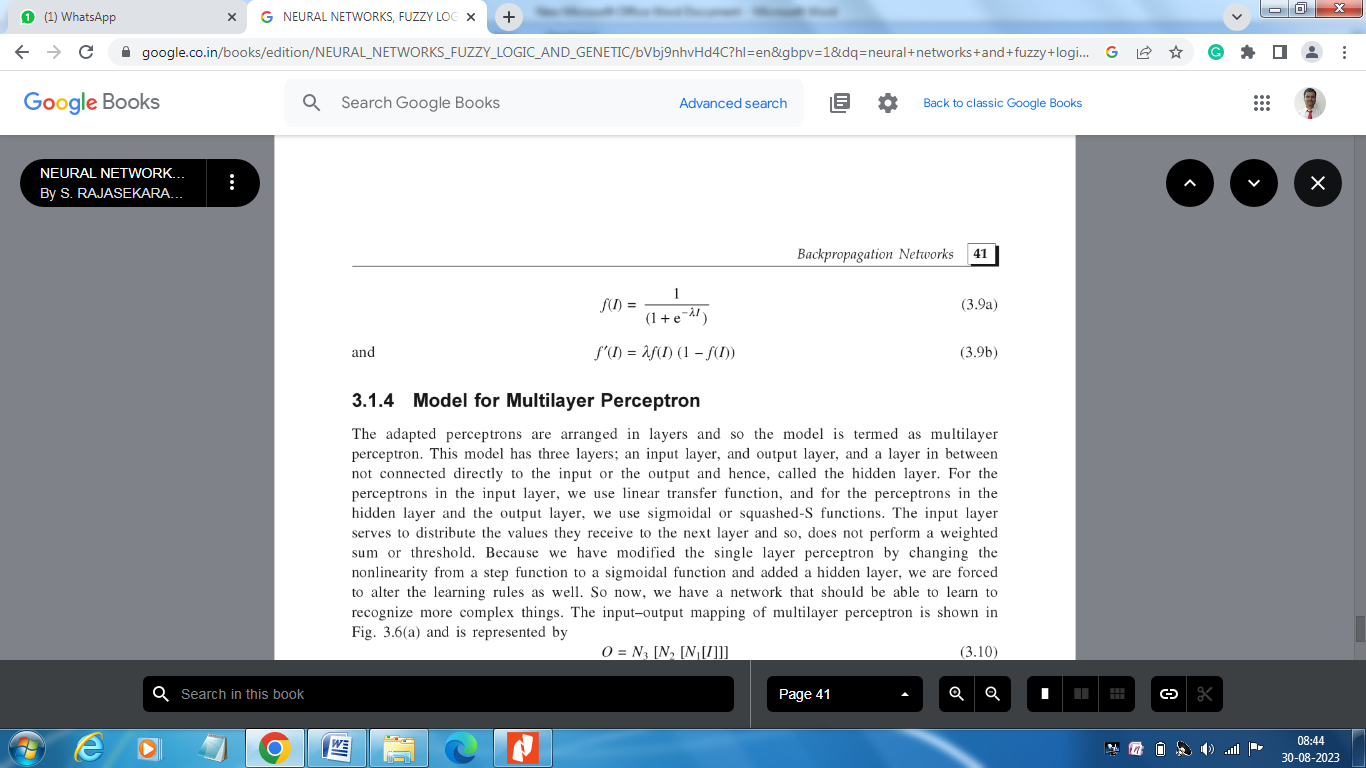 (1) WhatsApp
NEURAL NETWORKS, FUZZY LOG
New Microsoft Office Word Document - Microsoft Word
google.co.in/books/edition/NEURAL_NETWORKS_FUZZY_LOGIC_AND_GENETIC/bVbj9nhvHd4C?hl=en&gbpv=1&dq=neural+networks+and+fuzzy+logi...
Google Books
Search Google Books
Advanced search
Back to classic Google Books
NEURAL NETWORK...
By S. RAJASEKARA...
Backpropagation Networks 41
f(I) = 1 / (1 + e^–λI) (3.9a)
and f′(I) = λf(I) (1 – f(I)) (3.9b)
3.1.4 Model for Multilayer Perceptron
The adapted perceptrons are arranged in layers and so the model is termed as multilayer
perceptron. This model has three layers; an input layer, and output layer, and a layer in between
not connected directly to the input or the output and hence, called the hidden layer. For the
perceptrons in the input layer, we use linear transfer function, and for the perceptrons in the
hidden layer and the output layer, we use sigmoidal or squashed-S functions. The input layer
serves to distribute the values they receive to the next layer and so, does not perform a weighted
sum or threshold. Because we have modified the single layer perceptron by changing the
nonlinearity from a step function to a sigmoidal function and added a hidden layer, we are forced
to alter the learning rules as well. So now, we have a network that should be able to learn to
recognize more complex things. The input–output mapping of multilayer perceptron is shown in
Fig. 3.6(a) and is represented by
O = N3 [N2 [N1[I]]] (3.10)
Search in this book
Page 41
08:44
30-08-2023